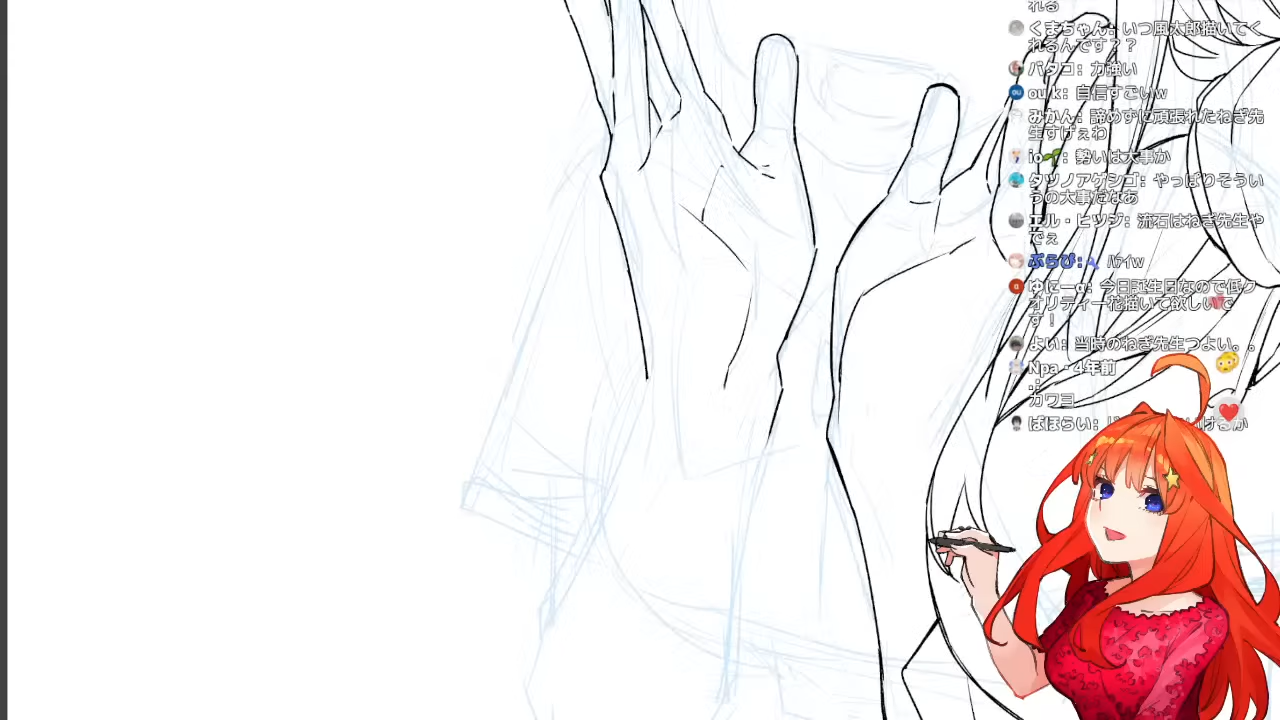 れる
くまちゃん: いつ風太郎描いてく
れるんです??
パタコ: 力強い
ou k: 自信すごいw
みかん: 諦めずに頑張れたねぎ先
生すげぇわ
io🌱: 勢いは大事か
タツノアゲシゴ: やっぱりそうい
うの大事だなあ
エル・ヒツジ: 流石はねぎ先生や
でぇ
ぷらぴ: ﾊﾃｲw
ゆにーα: 今日誕生日なので低ク
オリティー花描いて欲しいで
す!
よい: 当時のねぎ先生つよい。。
Npa・4年前
:
カワヨ
ぱほらい: